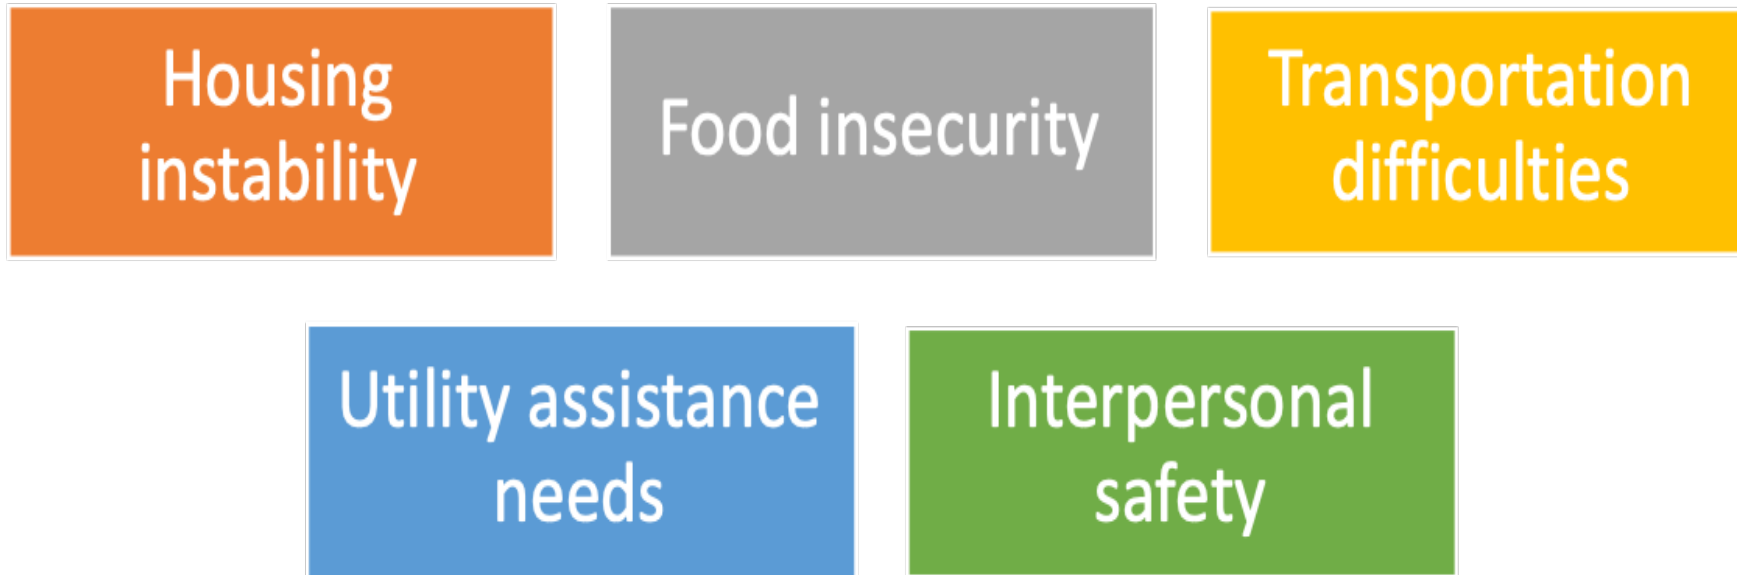 Housing
instability
Food insecurity
Transportation
difficulties
Utility assistance
needs
Interpersonal
safety